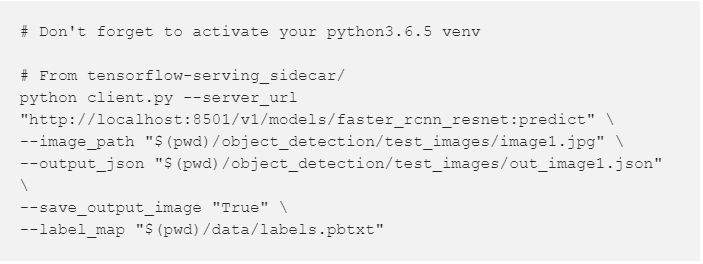 # Don't forget to activate your python3.6.5 venv
# From tensorflow-serving_sidecar/
python client.py --server_url
"http://localhost:8501/v1/models/faster_rcnn_resnet:predict" \
--image_path "$(pwd)/object_detection/test_images/image1.jpg" \
--output_json "$(pwd)/object_detection/test_images/out_image1.json"
\
--save_output_image "True" \
--label_map "$(pwd)/data/labels.pbtxt"